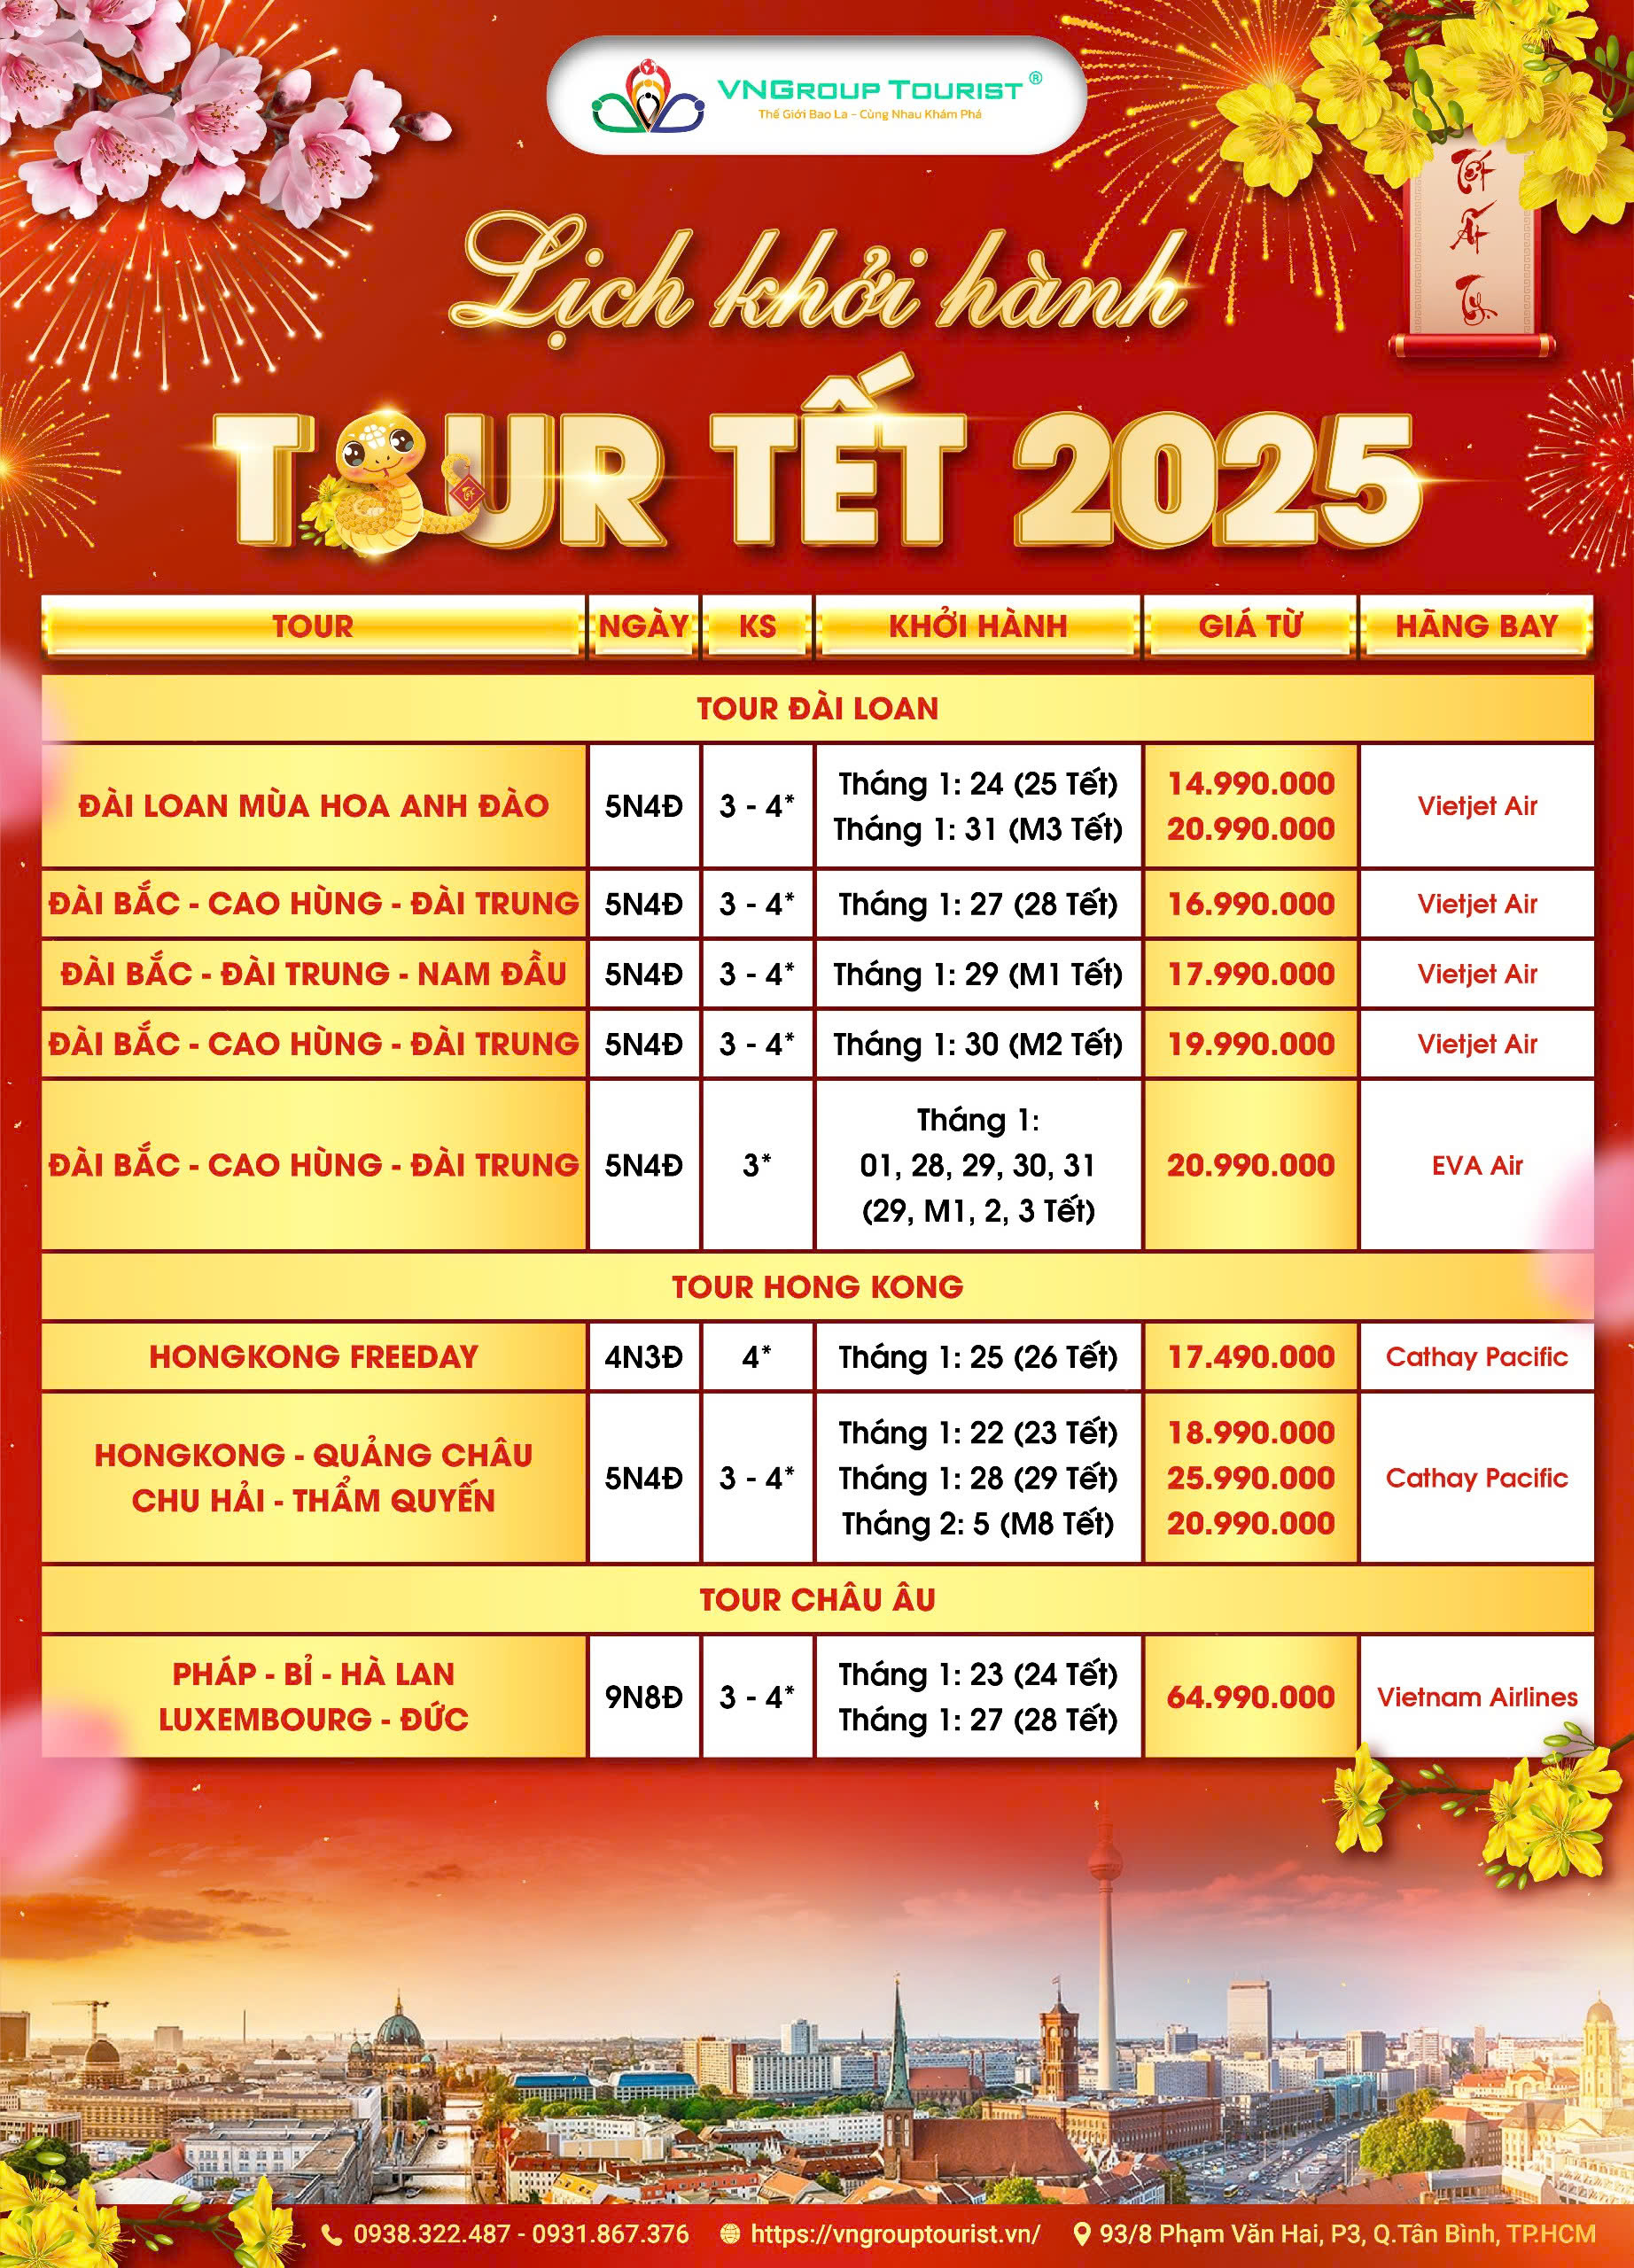 VNGROUP TOURIST ®
Thế Giới Bao La - Cùng Nhau Khám Phá
Tết
Ất
Tỵ
Lịch khởi hành
TOUR TẾT 2025
TOUR NGÀY KS KHỞI HÀNH GIÁ TỪ HÃNG BAY
TOUR ĐÀI LOAN
ĐÀI LOAN MÙA HOA ANH ĐÀO 5N4Đ 3 - 4* Tháng 1: 24 (25 Tết) 14.990.000 Vietjet Air
Tháng 1: 31 (M3 Tết) 20.990.000
ĐÀI BẮC - CAO HÙNG - ĐÀI TRUNG 5N4Đ 3 - 4* Tháng 1: 27 (28 Tết) 16.990.000 Vietjet Air
ĐÀI BẮC - ĐÀI TRUNG - NAM ĐẦU 5N4Đ 3 - 4* Tháng 1: 29 (M1 Tết) 17.990.000 Vietjet Air
ĐÀI BẮC - CAO HÙNG - ĐÀI TRUNG 5N4Đ 3 - 4* Tháng 1: 30 (M2 Tết) 19.990.000 Vietjet Air
Tháng 1:
ĐÀI BẮC - CAO HÙNG - ĐÀI TRUNG 5N4Đ 3* 01, 28, 29, 30, 31 20.990.000 EVA Air
(29, M1, 2, 3 Tết)
TOUR HONG KONG
HONGKONG FREEDAY 4N3Đ 4* Tháng 1: 25 (26 Tết) 17.490.000 Cathay Pacific
Tháng 1: 22 (23 Tết) 18.990.000
HONGKONG - QUẢNG CHÂU 5N4Đ 3 - 4* Tháng 1: 28 (29 Tết) 25.990.000 Cathay Pacific
CHU HẢI - THẨM QUYẾN Tháng 2: 5 (M8 Tết) 20.990.000
TOUR CHÂU ÂU
PHÁP - BỈ - HÀ LAN 9N8Đ 3 - 4* Tháng 1: 23 (24 Tết) 64.990.000 Vietnam Airlines
LUXEMBOURG - ĐỨC Tháng 1: 27 (28 Tết)
0938.322.487 - 0931.867.376 https://vngrouptourist.vn/ 93/8 Phạm Văn Hai, P3, Q.Tân Bình, TP.HCM